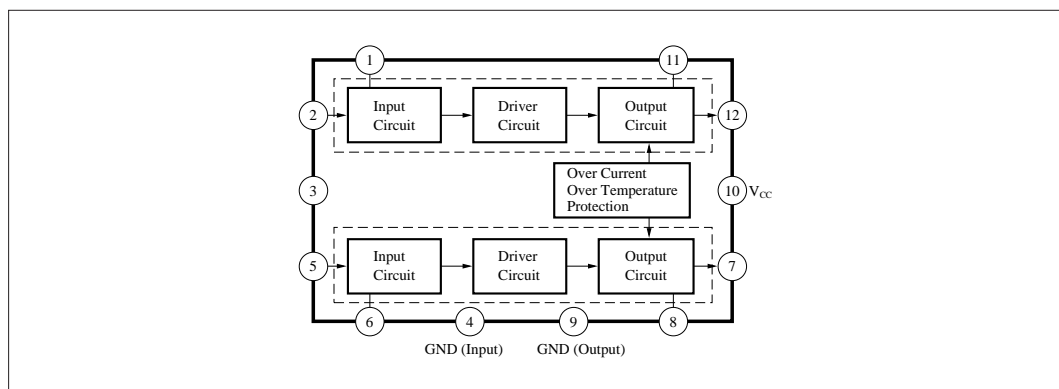 1
11
2
Input
Circuit
Driver
Circuit
Output
Circuit
12
3
Over Current
Over Temperature
Protection
10
VCC
5
Input
Circuit
Driver
Circuit
Output
Circuit
7
6
4
9
8
GND (Input)
GND (Output)